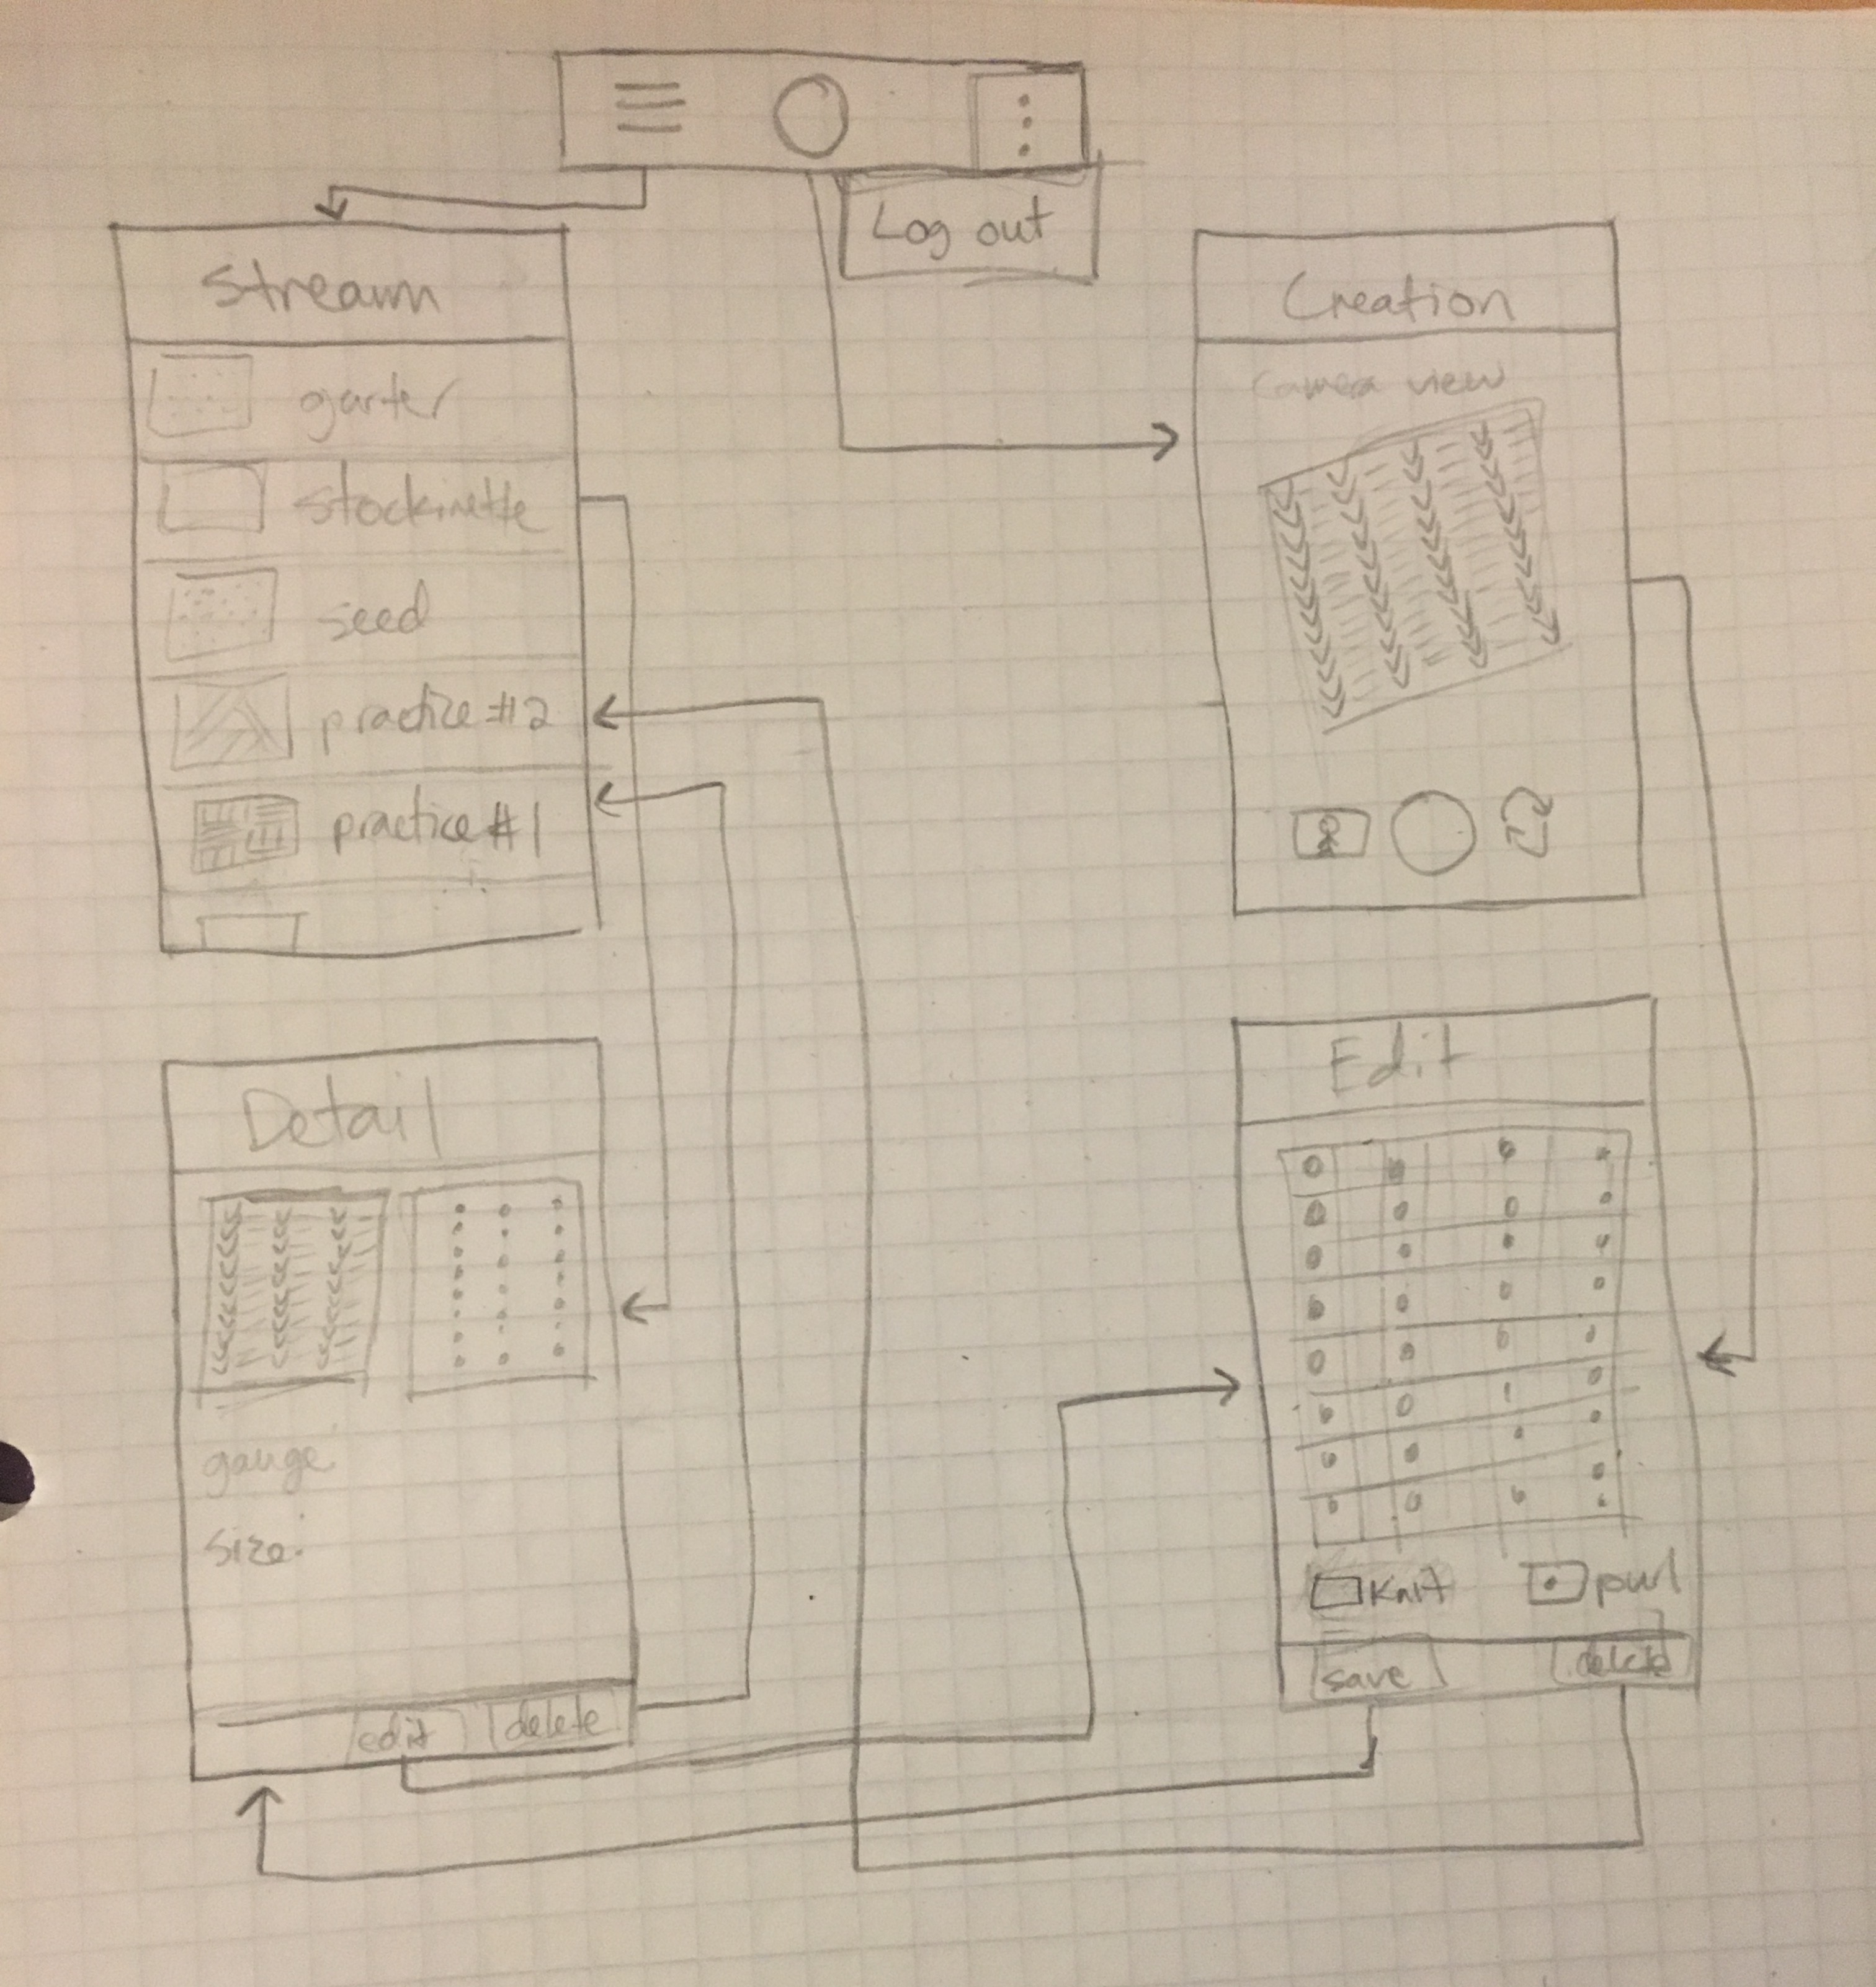 Log out
Stream
garter
stockinette
seed
practice #2
practice #1
Creation
Camera view
Detail
gauge:
size:
edit
delete
Edit
Knit
purl
save
delete